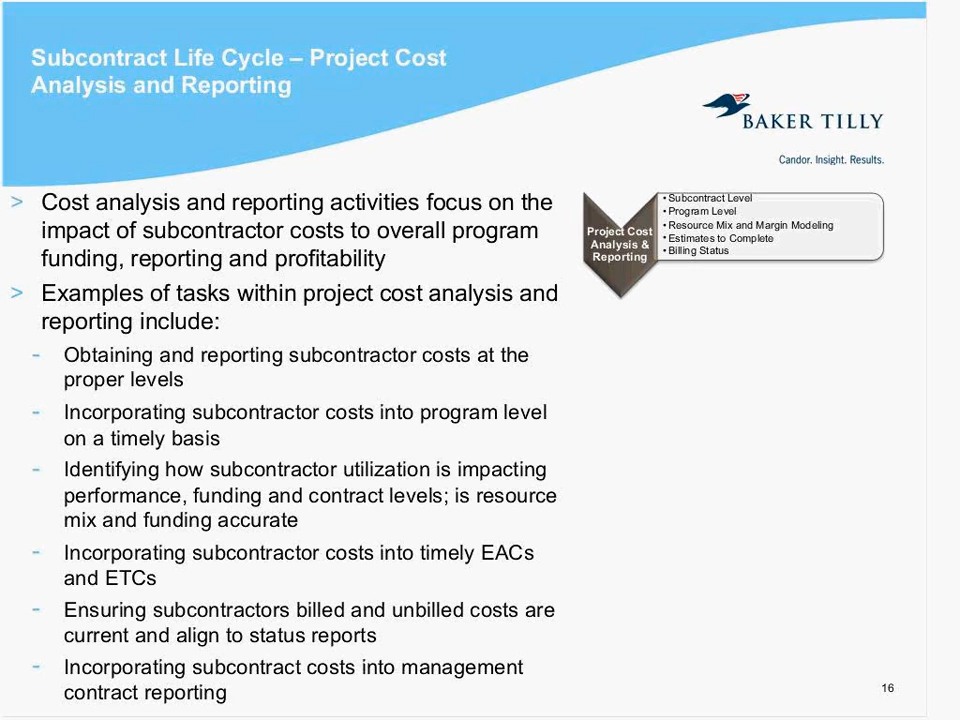 Subcontract Life Cycle – Project Cost
Analysis and Reporting
BAKER TILLY
Candor. Insight. Results.
> Cost analysis and reporting activities focus on the
impact of subcontractor costs to overall program
funding, reporting and profitability
> Examples of tasks within project cost analysis and
reporting include:
- Obtaining and reporting subcontractor costs at the
proper levels
- Incorporating subcontractor costs into program level
on a timely basis
- Identifying how subcontractor utilization is impacting
performance, funding and contract levels; is resource
mix and funding accurate
- Incorporating subcontractor costs into timely EACs
and ETCs
- Ensuring subcontractors billed and unbilled costs are
current and align to status reports
- Incorporating subcontract costs into management
contract reporting
Project Cost
Analysis &
Reporting
• Subcontract Level
• Program Level
• Resource Mix and Margin Modeling
• Estimates to Complete
• Billing Status
16